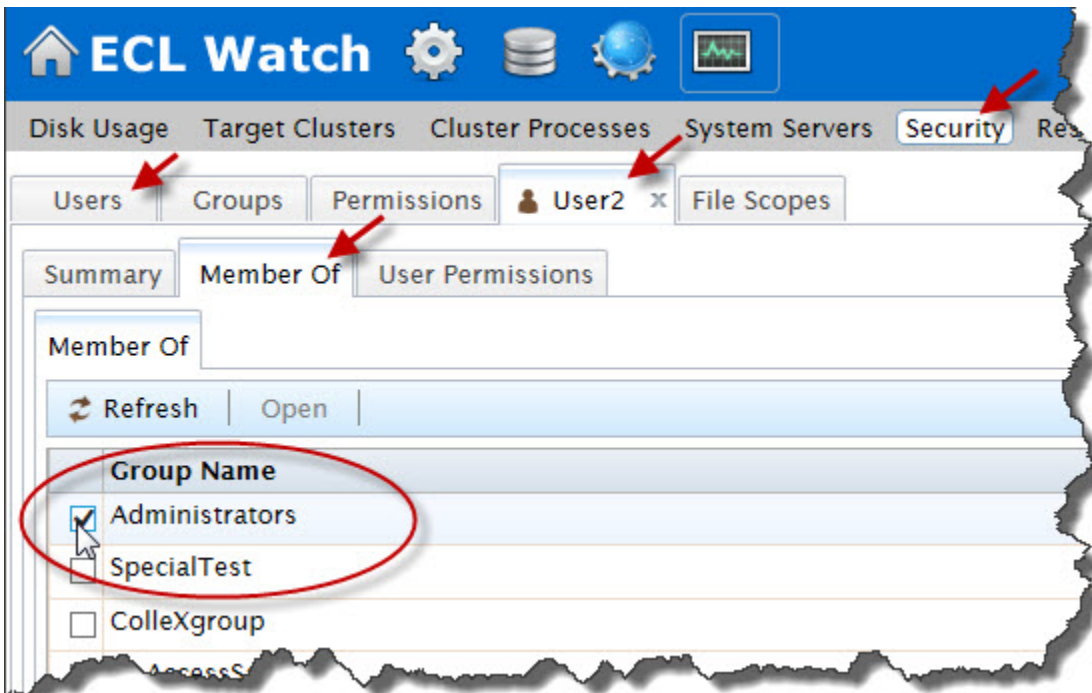 ECL Watch
Disk Usage Target Clusters Cluster Processes System Servers Security Res
Users Groups Permissions User2 x File Scopes
Summary Member Of User Permissions
Member Of
Refresh Open
Group Name
Administrators
SpecialTest
ColleXgroup